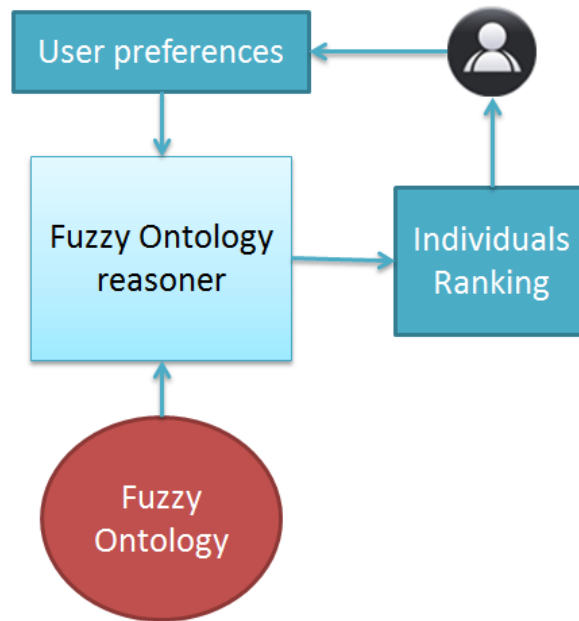 User preferences
Fuzzy Ontology
reasoner
Individuals
Ranking
Fuzzy
Ontology